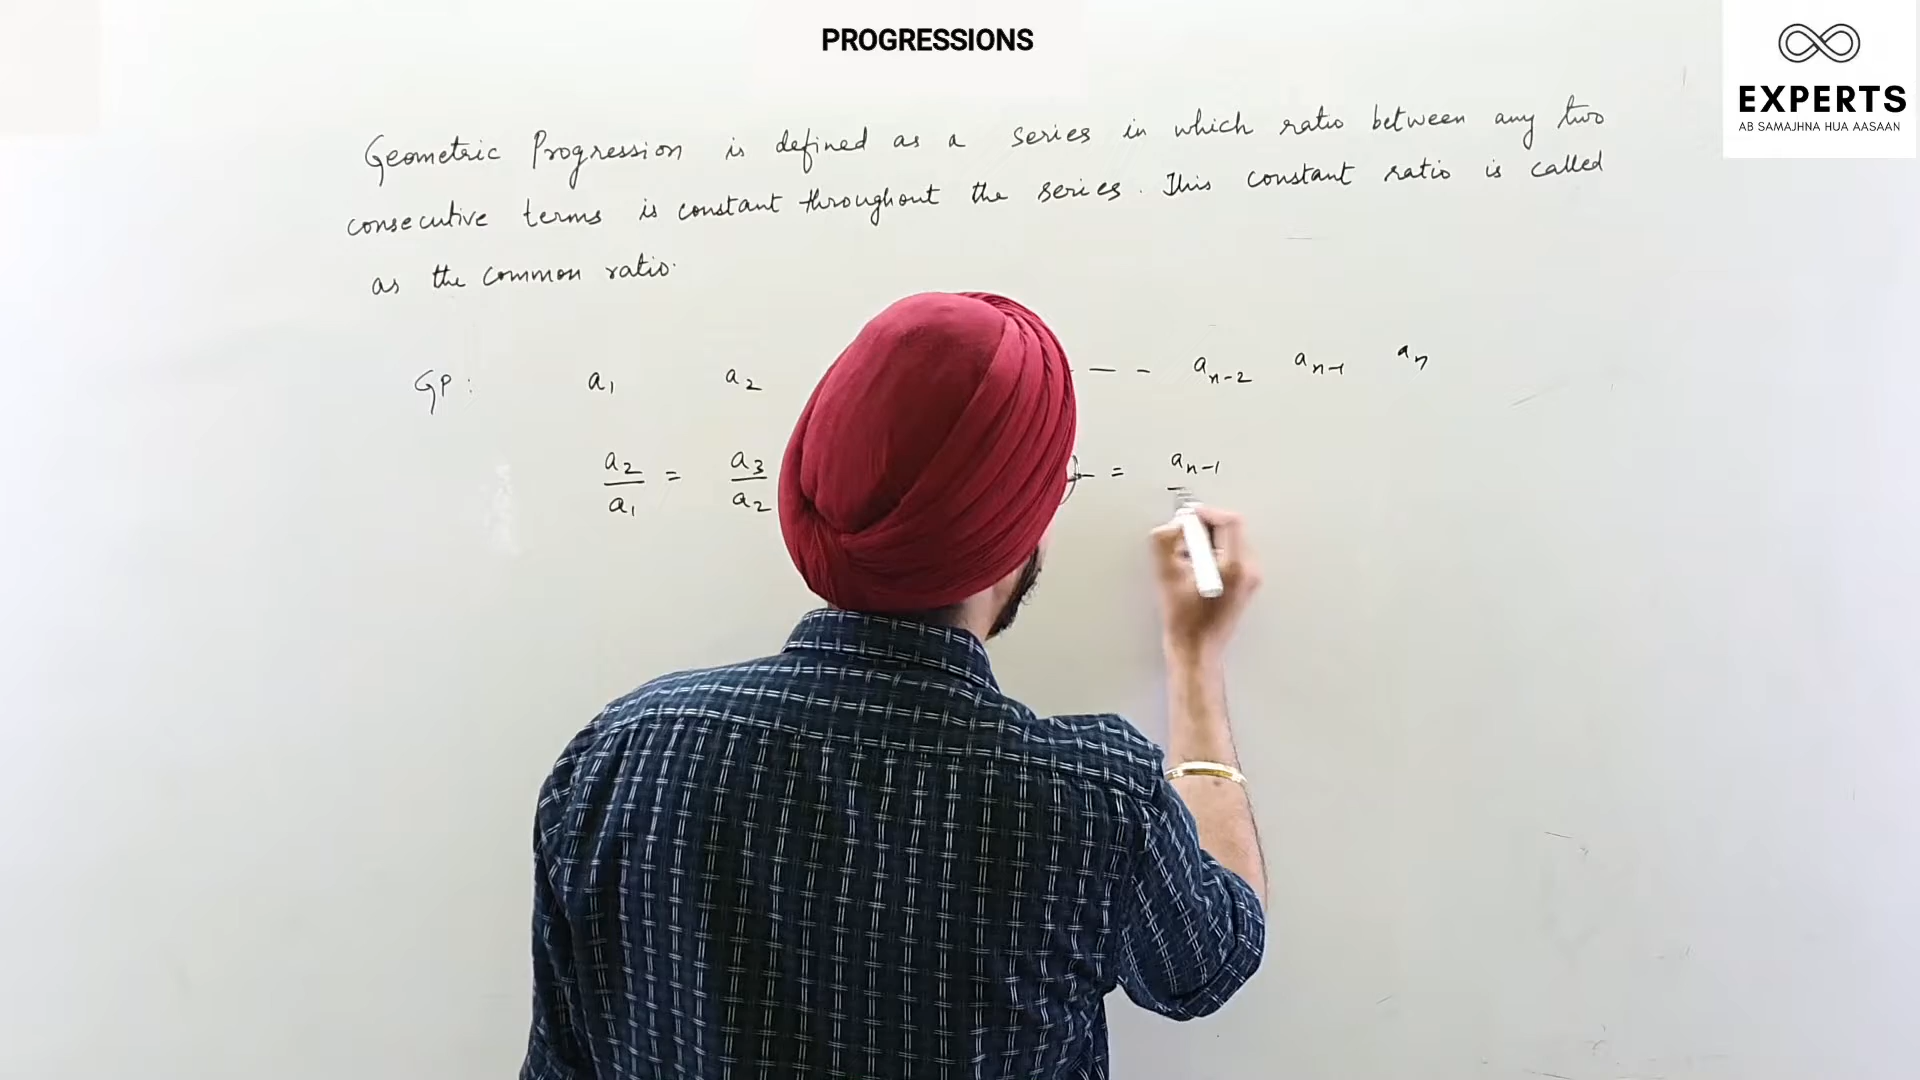 PROGRESSIONS
EXPERTS
AB SAMAJHNA HUA AASAAN
Geometric Progression is defined as a series in which ratio between any two
consecutive terms is constant throughout the series. This constant ratio is called
as the common ratio.
GP : a₁ a₂ — - aₙ₋₂ aₙ₋₁ aₙ
a₂/a₁ = a₃/a₂ = aₙ₋₁